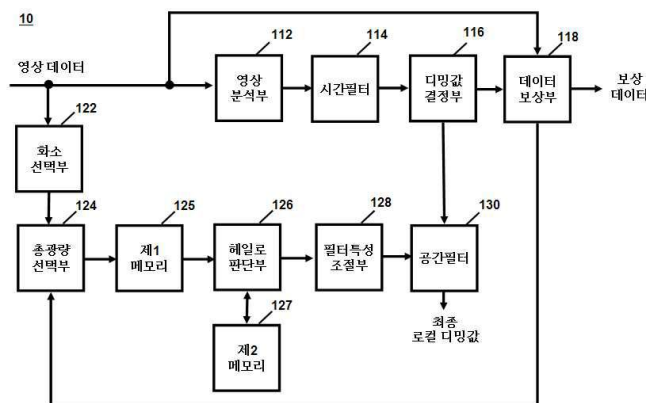 10
영상 데이터
112
영상
분석부
114
시간필터
116
디밍값
결정부
118
데이터
보상부
보상
데이터
122
화소
선택부
124
총광량
선택부
125
제1
메모리
126
헤일로
판단부
128
필터특성
조절부
130
공간필터
127
제2
메모리
최종
로컬 디밍값